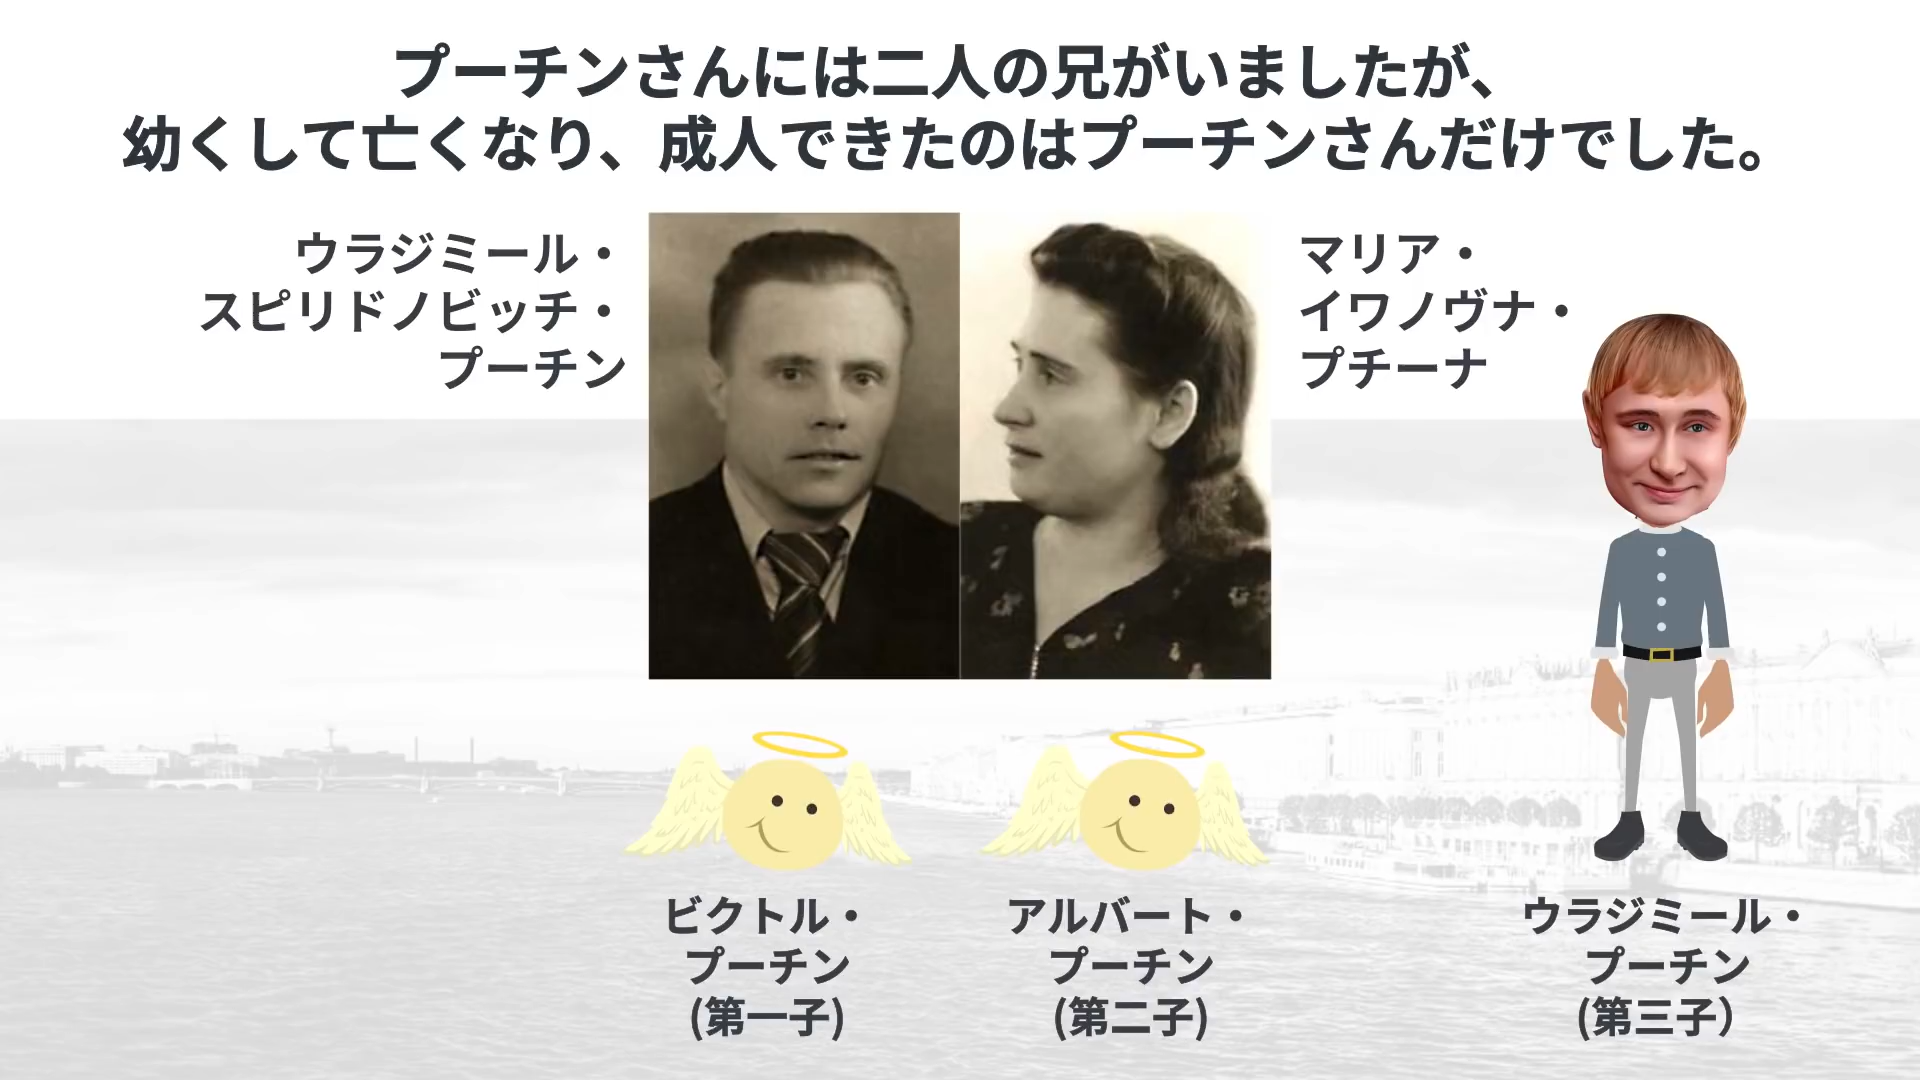 プーチンさんには二人の兄がいましたが、
幼くして亡くなり、成人できたのはプーチンさんだけでした。
ウラジミール・
スピリドノビッチ・
プーチン
マリア・
イワノヴナ・
プチーナ
ビクトル・
プーチン
(第一子)
アルバート・
プーチン
(第二子)
ウラジミール・
プーチン
(第三子）